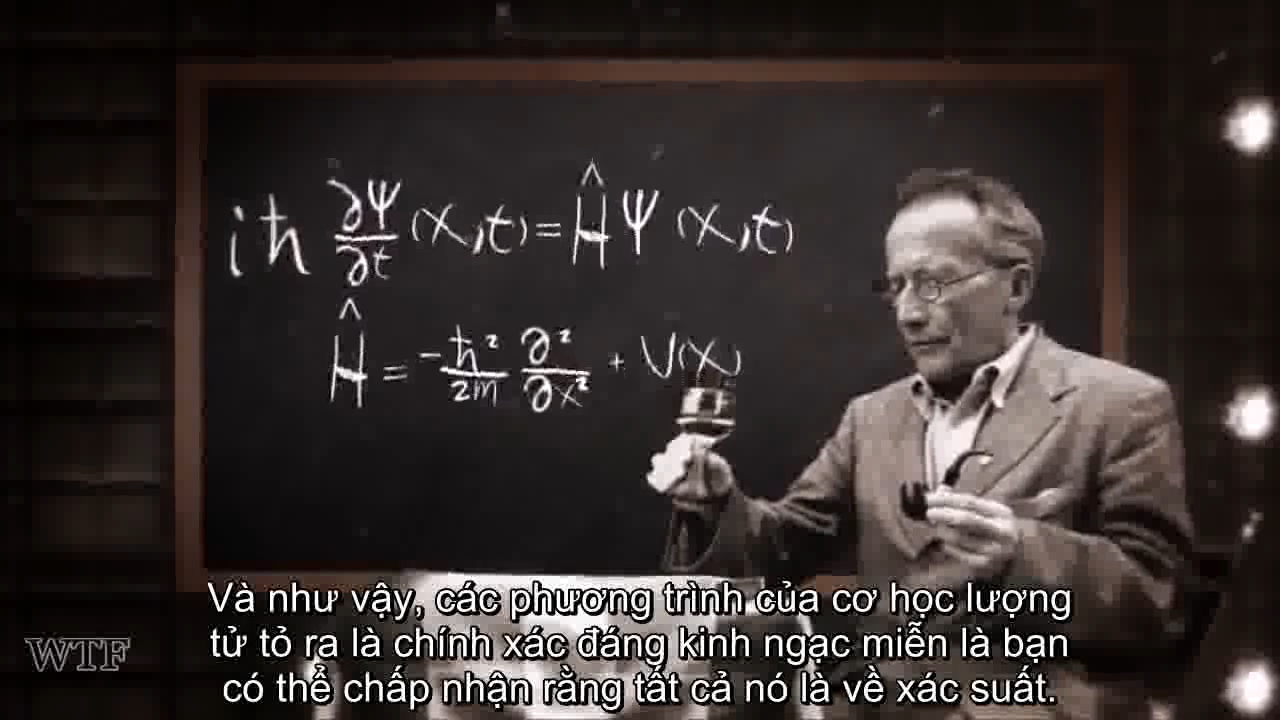 iħ ∂Ψ/∂t (x,t) = Ĥ Ψ (x,t)
Ĥ = -ħ²/2m ∂²/∂x² + V(x)
Và như vậy, các phương trình của cơ học lượng
tử tỏ ra là chính xác đáng kinh ngạc miễn là bạn
có thể chấp nhận rằng tất cả nó là về xác suất.
WTF